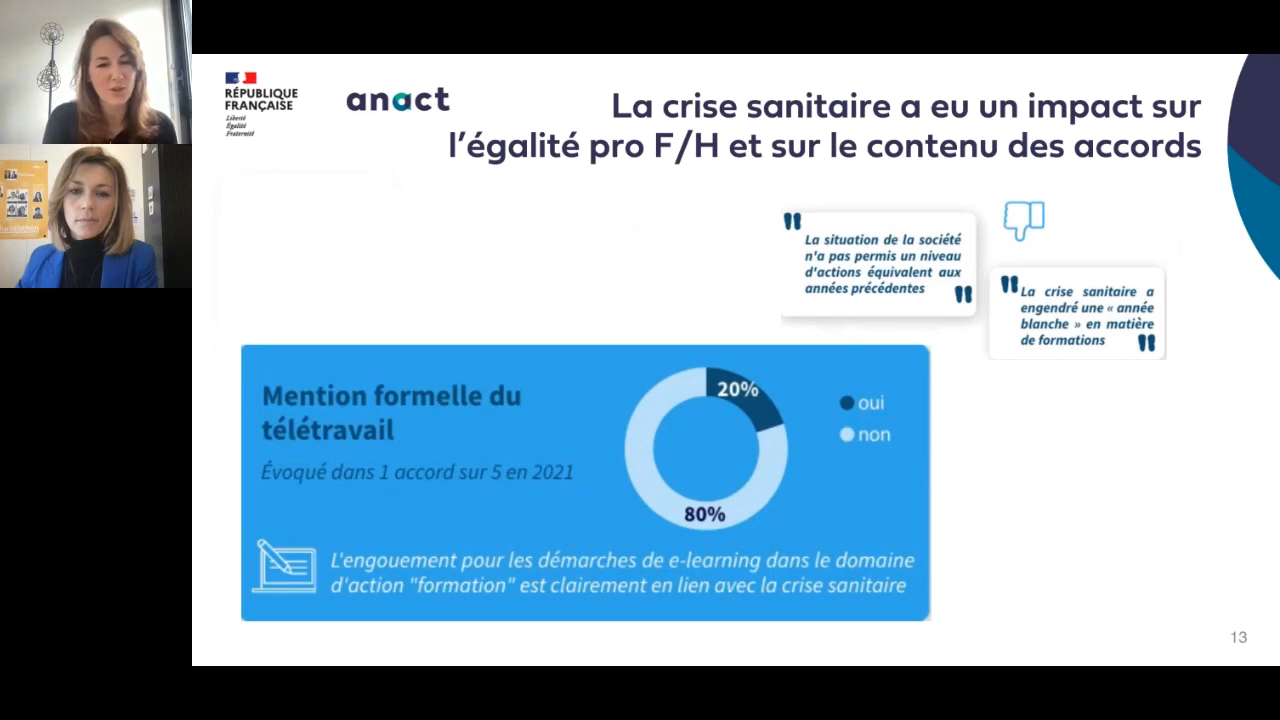 RÉPUBLIQUE
FRANÇAISE
Liberté
Égalité
Fraternité
anact
La crise sanitaire a eu un impact sur
l'égalité pro F/H et sur le contenu des accords
La situation de la société
n'a pas permis un niveau
d'actions équivalent aux
années précédentes
La crise sanitaire a
engendré une « année
blanche » en matière
de formations
Mention formelle du
télétravail
Évoqué dans 1 accord sur 5 en 2021
20%
80%
oui
non
L'engouement pour les démarches de e-learning dans le domaine
d'action "formation" est clairement en lien avec la crise sanitaire
13